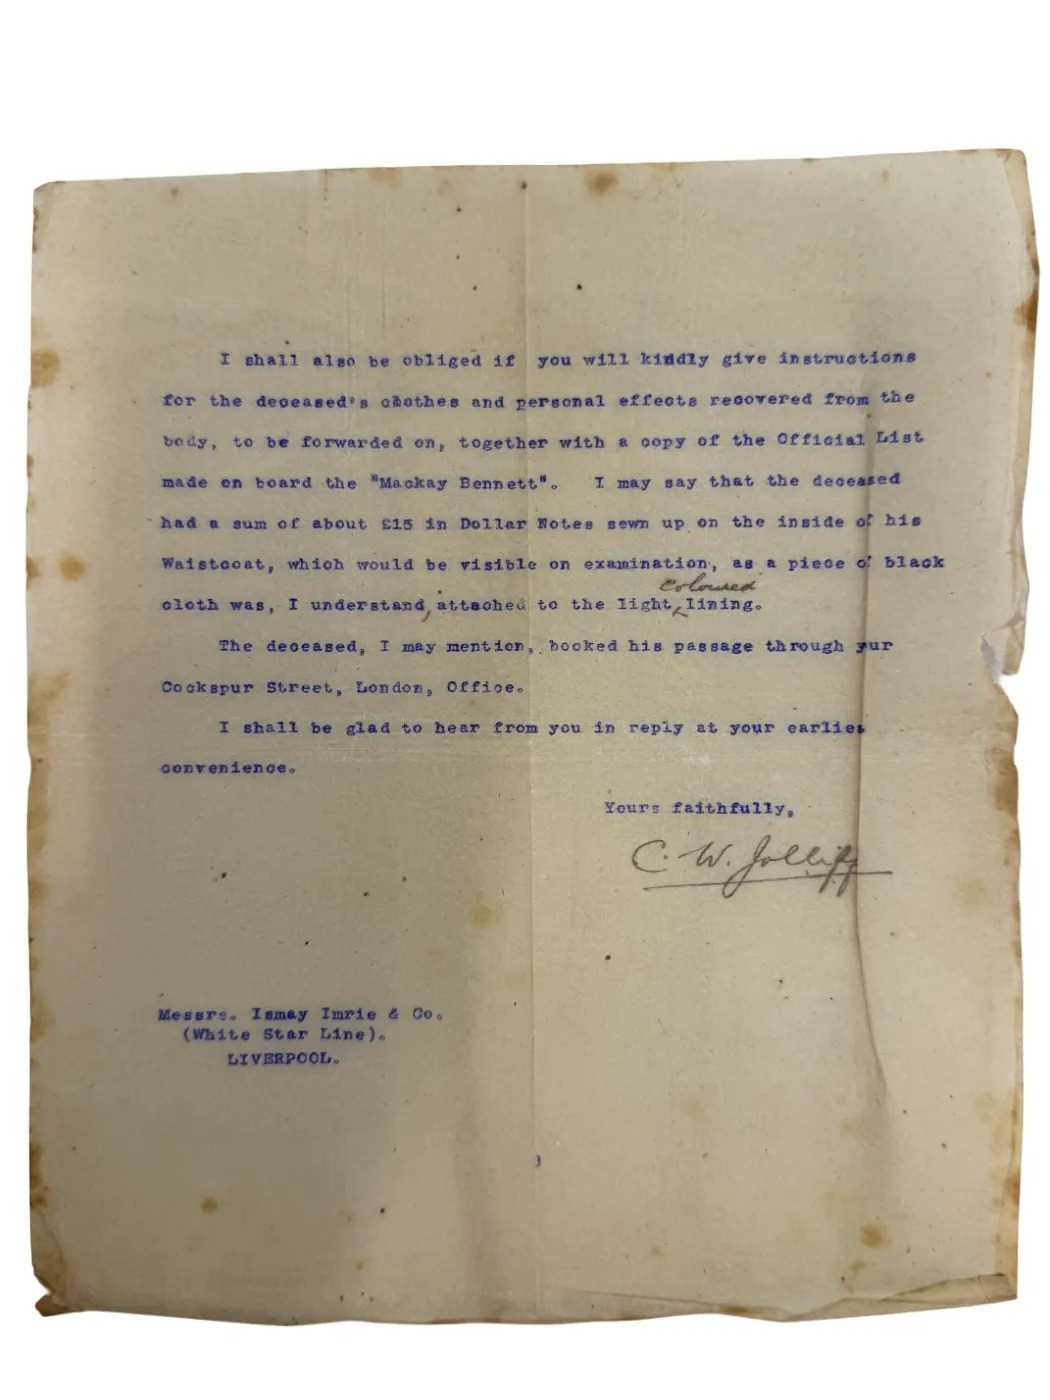 I shall also be obliged if you will kindly give instructions
for the deceased's clothes and personal effects recovered from the
body, to be forwarded on, together with a copy of the Official List
made on board the "Mackay Bennett". I may say that the deceased
had a sum of about £15 in Dollar Notes sewn up on the inside of his
Waistcoat, which would be visible on examination, as a piece of black
coloured
cloth was, I understand, attached to the light lining.
The deceased, I may mention, booked his passage through yur
Cockspur Street, London, Office.
I shall be glad to hear from you in reply at your earlies
convenience.
Yours faithfully,
C. W. Jolliff
Messrs. Ismay Imrie & Co.
(White Star Line).
LIVERPOOL.